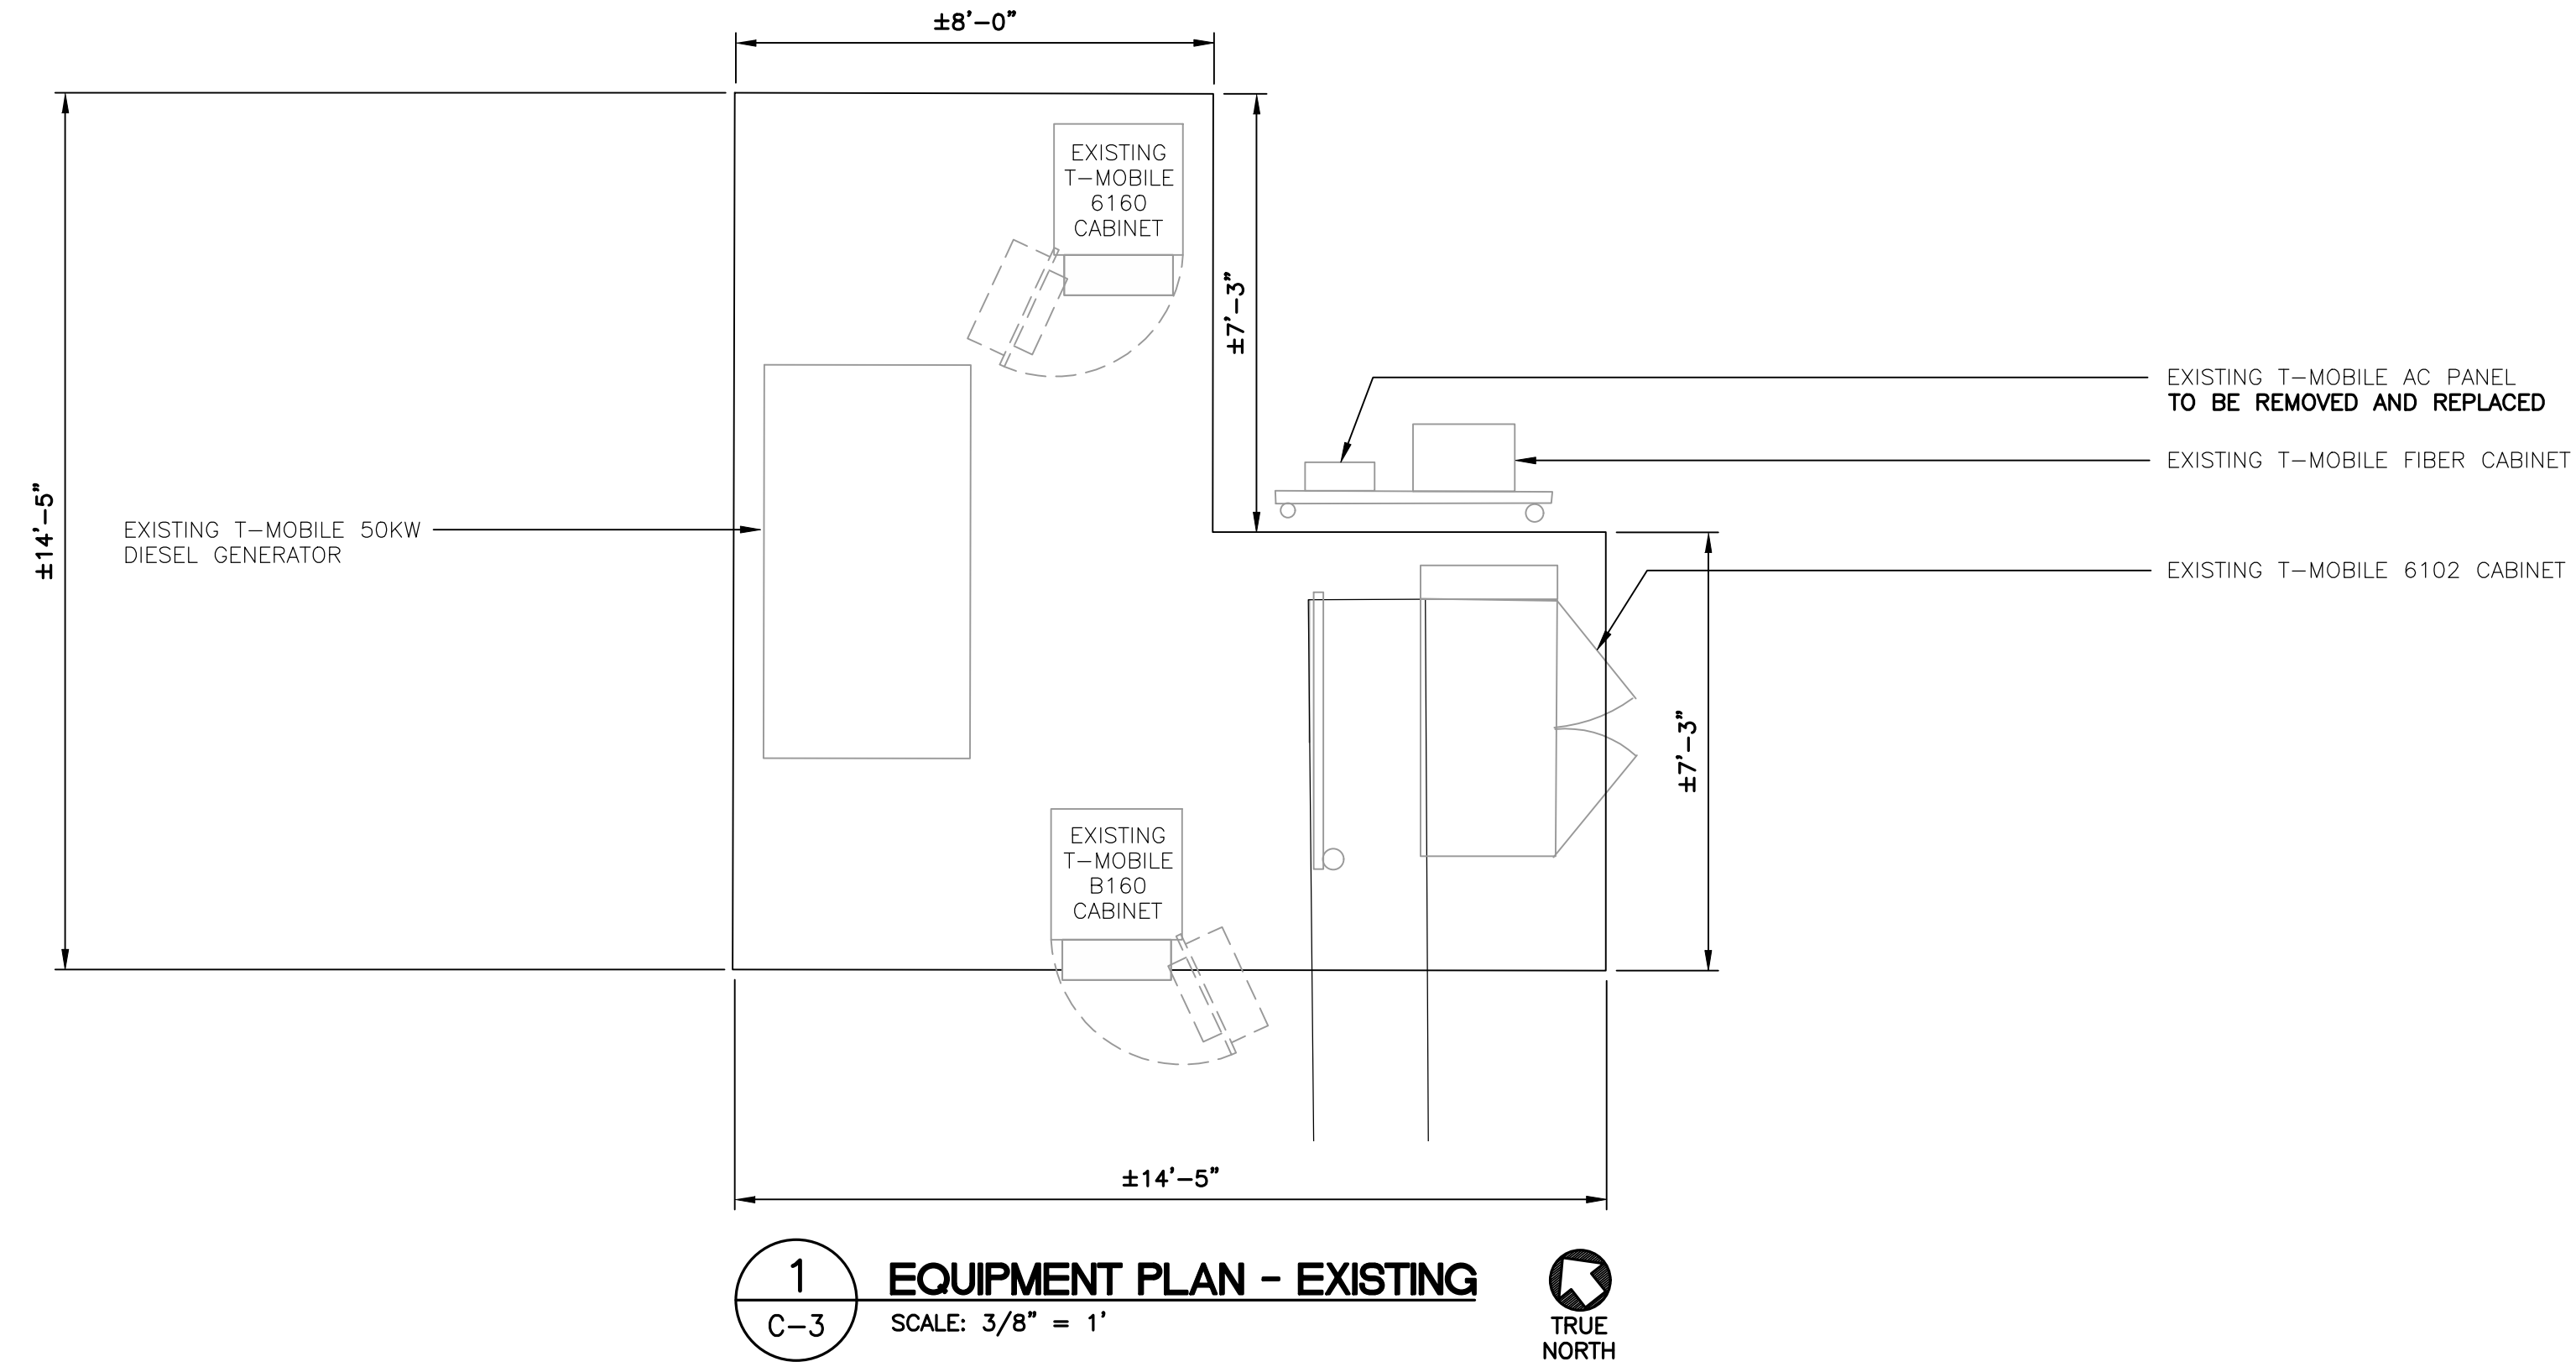 ±8'-0"
EXISTING
T-MOBILE
6160
CABINET
±7'-3"
EXISTING T-MOBILE AC PANEL
TO BE REMOVED AND REPLACED
EXISTING T-MOBILE FIBER CABINET
±14'-5"
EXISTING T-MOBILE 50KW
DIESEL GENERATOR
EXISTING T-MOBILE 6102 CABINET
±7'-3"
EXISTING
T-MOBILE
B160
CABINET
±14'-5"
1
C-3
EQUIPMENT PLAN - EXISTING
SCALE: 3/8" = 1'
TRUE
NORTH